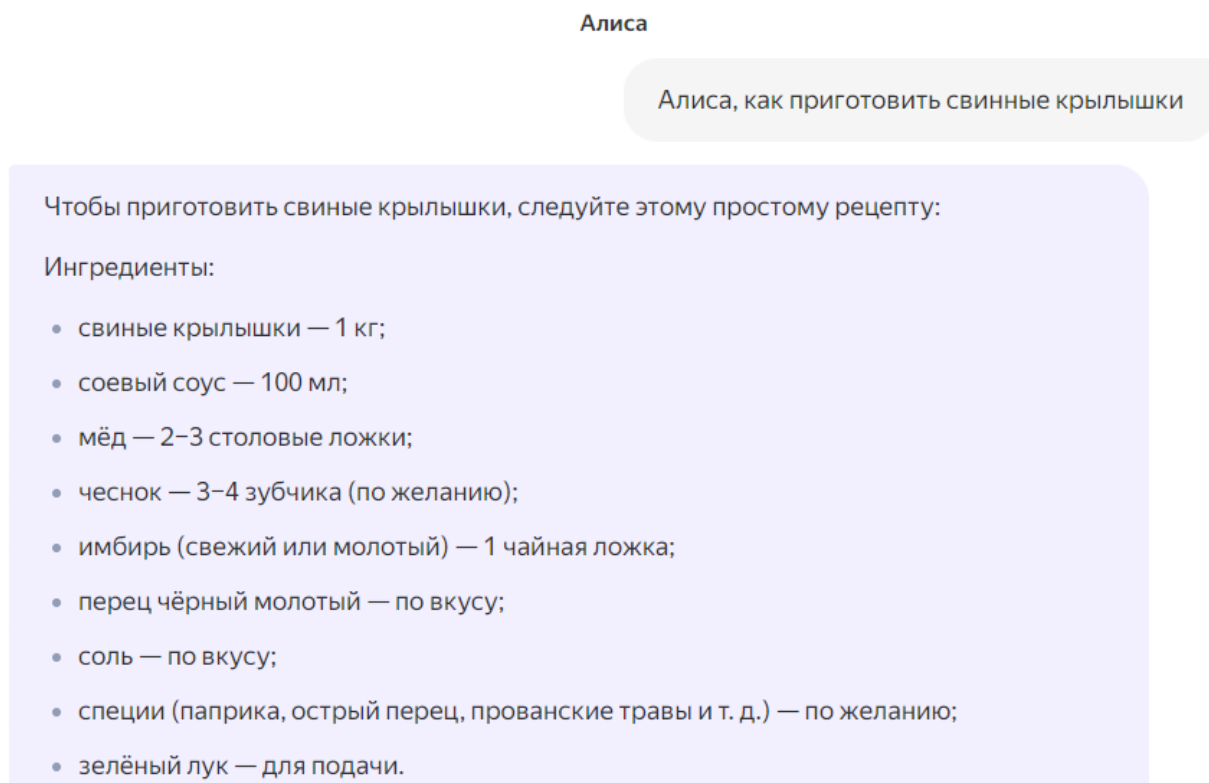 Алиса
Алиса, как приготовить свинные крылышки
Чтобы приготовить свиные крылышки, следуйте этому простому рецепту:
Ингредиенты:
• свиные крылышки — 1 кг;
• соевый соус — 100 мл;
• мёд — 2–3 столовые ложки;
• чеснок — 3–4 зубчика (по желанию);
• имбирь (свежий или молотый) — 1 чайная ложка;
• перец чёрный молотый — по вкусу;
• соль — по вкусу;
• специи (паприка, острый перец, прованские травы и т. д.) — по желанию;
• зелёный лук — для подачи.